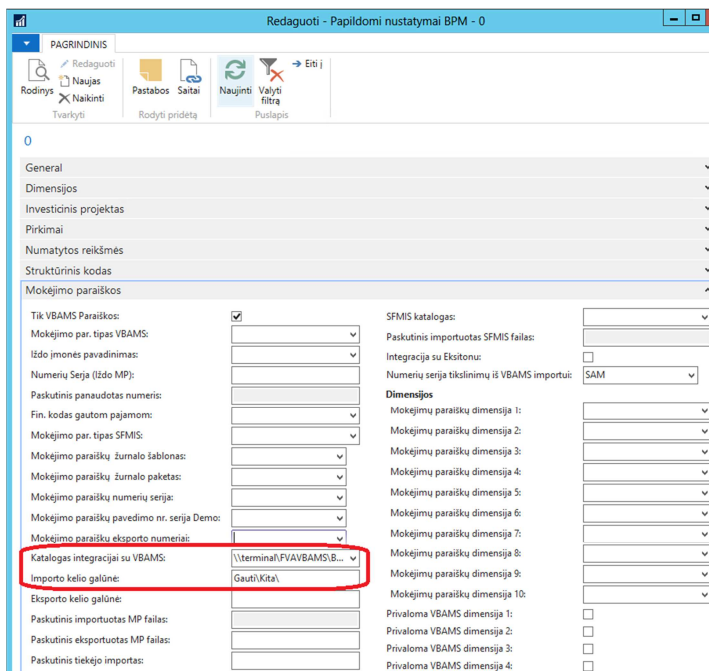 Redaguoti - Papildomi nustatymai BPM - 0
PAGRINDINIS
Rodinys
Redaguoti
Naujas
Naikinti
Tvarkyti
Pastabos
Saitai
Rodyti pridėtą
Naujinti
Valyti
filtrą
Eiti į
Puslapis
0
General
Dimensijos
Investicinis projektas
Pirkimai
Numatytos reikšmės
Struktūrinis kodas
Mokėjimo paraiškos
Tik VBAMS Paraiškos:
Mokėjimo par. tipas VBAMS:
Iždo įmonės pavadinimas:
Numerių Serja (Iždo MP):
Paskutinis panaudotas numeris:
Fin. kodas gautom pajamom:
Mokėjimo par. tipas SFMIS:
Mokėjimo paraiškų žurnalo šablonas:
Mokėjimo paraiškų žurnalo paketas:
Mokėjimo paraiškų numerių serija:
Mokėjimo paraiškų pavedimo nr. serija Demo:
Mokėjimo paraiškų eksporto numeriai:
Katalogas integracijai su VBAMS: \\terminal\FVAVBAMS\B...
Importo kelio galūnė: Gauti\Kita\
Eksporto kelio galūnė:
Paskutinis importuotas MP failas:
Paskutinis eksportuotas MP failas:
Paskutinis tiekėjo importas:
SFMIS katalogas:
Paskutinis importuotas SFMIS failas:
Integracija su Eksitonu:
Numerių serija tikslinimų iš VBAMS importui: SAM
Dimensijos
Mokėjimų paraiškų dimensija 1:
Mokėjimų paraiškų dimensija 2:
Mokėjimų paraiškų dimensija 3:
Mokėjimų paraiškų dimensija 4:
Mokėjimų paraiškų dimensija 5:
Mokėjimų paraiškų dimensija 6:
Mokėjimų paraiškų dimensija 7:
Mokėjimų paraiškų dimensija 8:
Mokėjimų paraiškų dimensija 9:
Mokėjimo paraiškų dimensija 10:
Privaloma VBAMS dimensija 1:
Privaloma VBAMS dimensija 2:
Privaloma VBAMS dimensija 3:
Privaloma VBAMS dimensija 4: